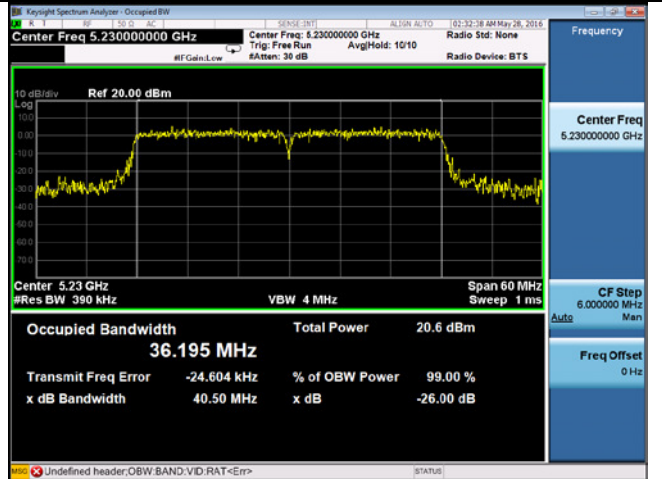 Keysight Spectrum Analyzer - Occupied BW
LXI R T RF 50 Ω AC SENSE:INT ALIGN AUTO 02:32:38 AM May 28, 2016
Center Freq 5.230000000 GHz
Center Freq: 5.230000000 GHz
Radio Std: None
Trig: Free Run Avg|Hold: 10/10
#IFGain:Low #Atten: 30 dB Radio Device: BTS
Frequency
10 dB/div Ref 20.00 dBm
Log
10.0
0.00
-10.0
-20.0
-30.0
-40.0
-50.0
-60.0
-70.0
Center 5.23 GHz Span 60 MHz
#Res BW 390 kHz VBW 4 MHz Sweep 1 ms
Occupied Bandwidth Total Power 20.6 dBm
36.195 MHz
Transmit Freq Error -24.604 kHz % of OBW Power 99.00 %
x dB Bandwidth 40.50 MHz x dB -26.00 dB
Center Freq
5.230000000 GHz
CF Step
6.000000 MHz
Auto Man
Freq Offset
0 Hz
MSG Undefined header;OBW:BAND:VID:RAT<Err> STATUS